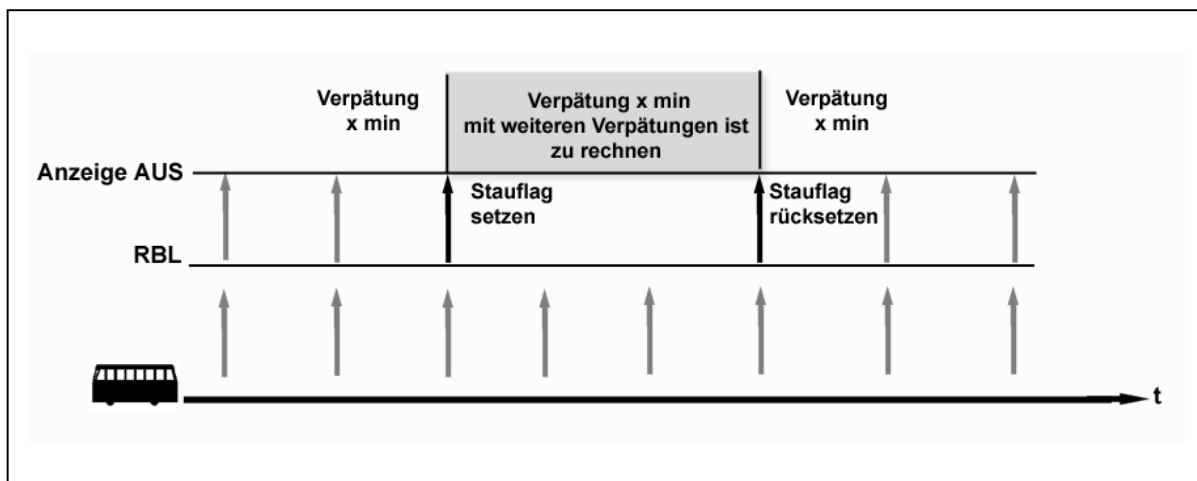 Verpätung
x min
Verpätung x min
mit weiteren Verpätungen ist
zu rechnen
Verpätung
x min
Anzeige AUS
Stauflag
setzen
Stauflag
rücksetzen
RBL
t